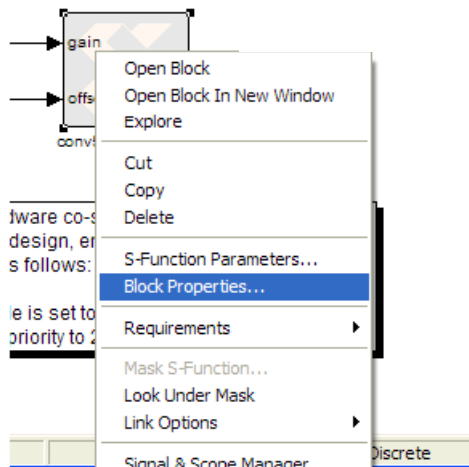 gain
offs
conv
Open Block
Open Block In New Window
Explore
Cut
Copy
Delete
S-Function Parameters...
Block Properties...
Requirements
Mask S-Function...
Look Under Mask
Link Options
Signal & Scope Manager
dware co-s
design, er
s follows:
le is set to
priority to 2
Discrete